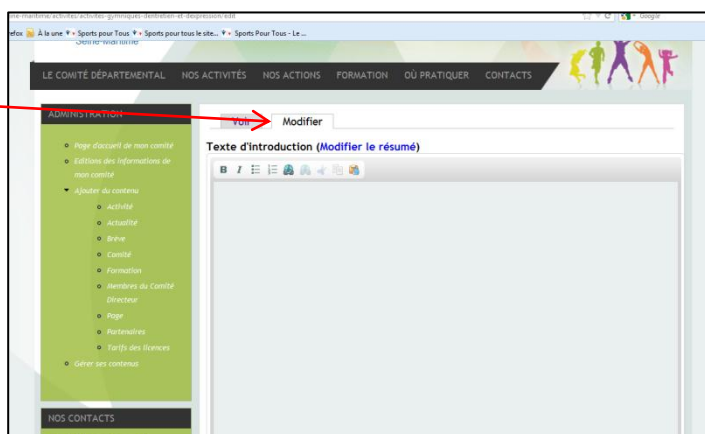 ine-maritime/activites/activites-gymniques-dentretien-et-dexpression/edit
Google
efox À la une Sports pour Tous Sports pour tous le site... Sports Pour Tous - Le ...
Seine-Maritime
LE COMITÉ DÉPARTEMENTAL NOS ACTIVITÉS NOS ACTIONS FORMATION OÙ PRATIQUER CONTACTS
ADMINISTRATION
Voir Modifier
Page d'accueil de mon comité
Editions des informations de
mon comité
Ajouter du contenu
Activité
Actualité
Brève
Comité
Formation
Membres du Comité
Directeur
Page
Partenaires
Tarifs des licences
Gérer ses contenus
Texte d'introduction (Modifier le résumé)
B I
NOS CONTACTS